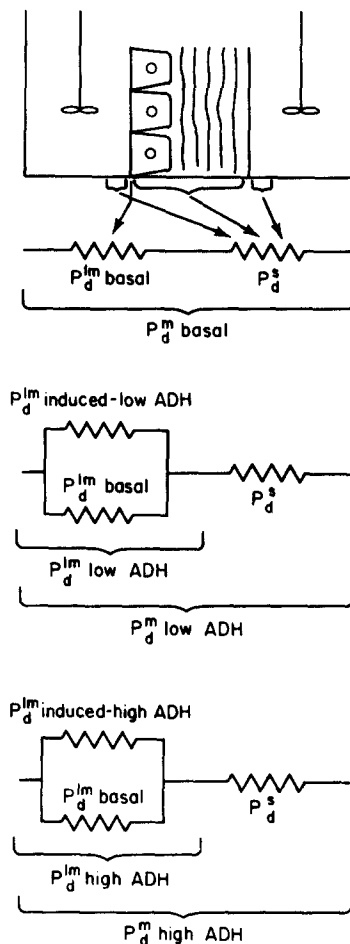 P_d^lm basal P_d^s
P_d^m basal
P_d^lm induced-low ADH
P_d^lm basal
P_d^s
P_d^lm low ADH
P_d^m low ADH
P_d^lm induced-high ADH
P_d^lm basal
P_d^s
P_d^lm high ADH
P_d^m high ADH